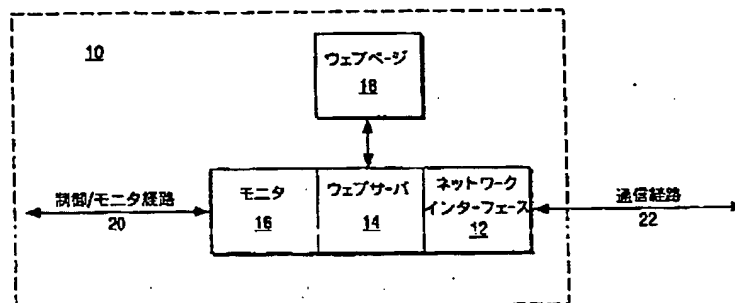 10
ウェブページ
18
制御/モニタ経路
20
モニタ
16
ウェブサーバ
14
ネットワーク
インターフェース
12
通信経路
22